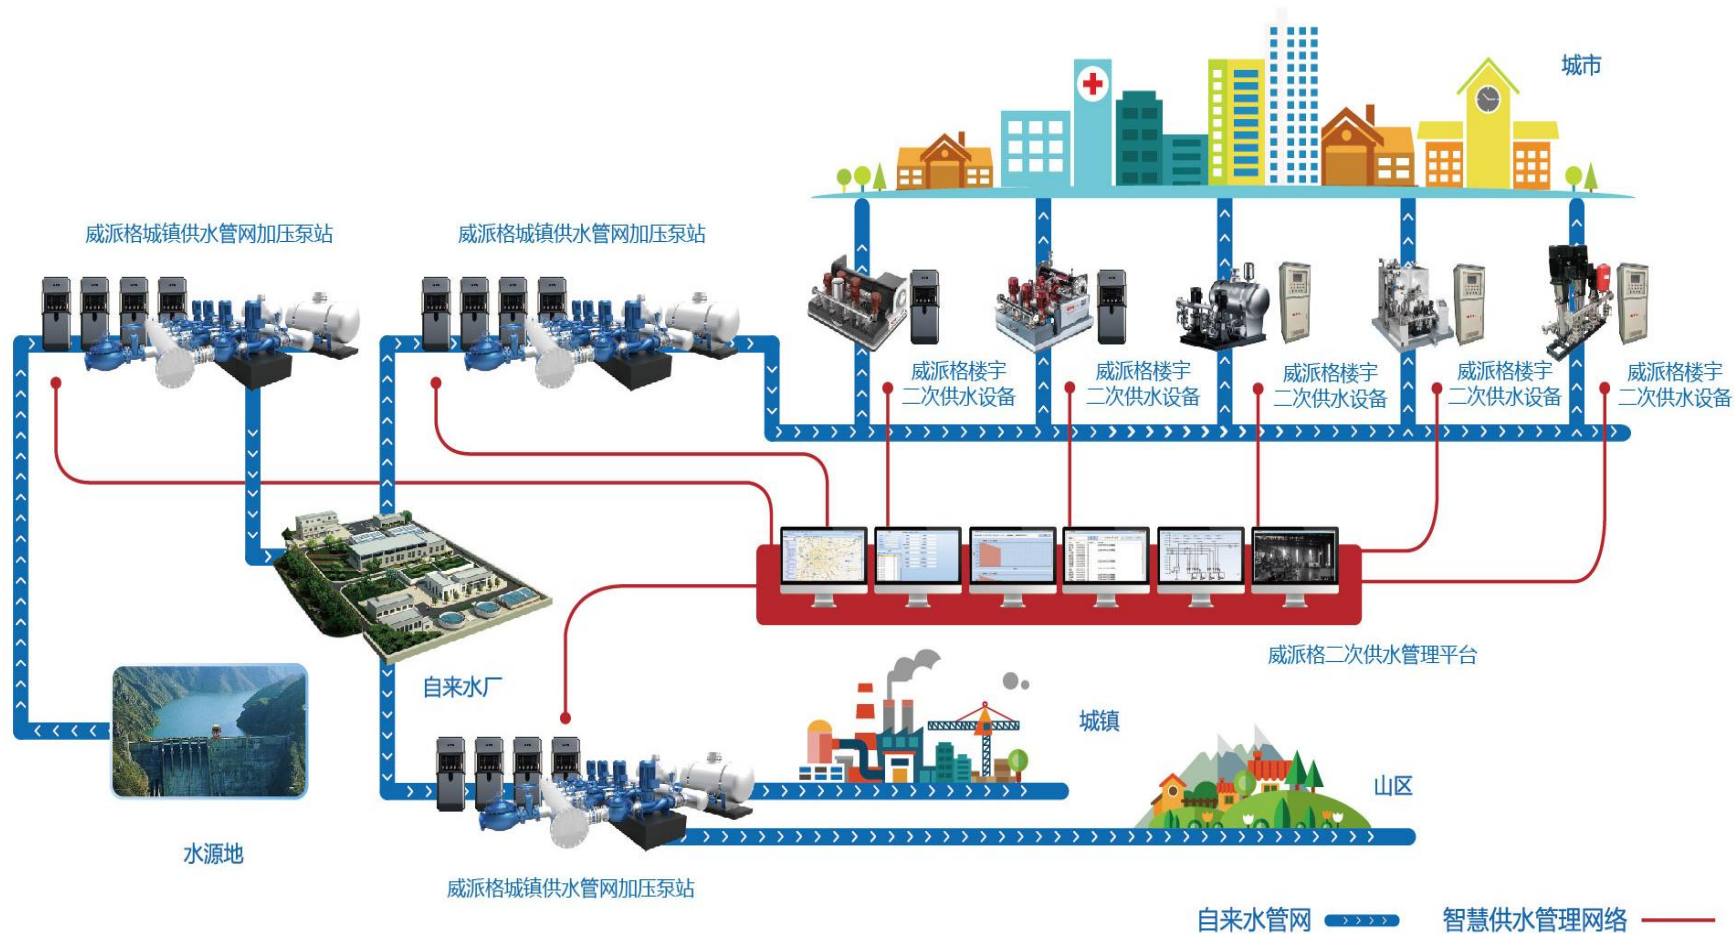 城市
威派格城镇供水管网加压泵站
威派格城镇供水管网加压泵站
威派格楼宇
二次供水设备
威派格楼宇
二次供水设备
威派格楼宇
二次供水设备
威派格楼宇
二次供水设备
威派格楼宇
二次供水设备
威派格二次供水管理平台
自来水厂
城镇
山区
水源地
威派格城镇供水管网加压泵站
自来水管网
智慧供水管理网络